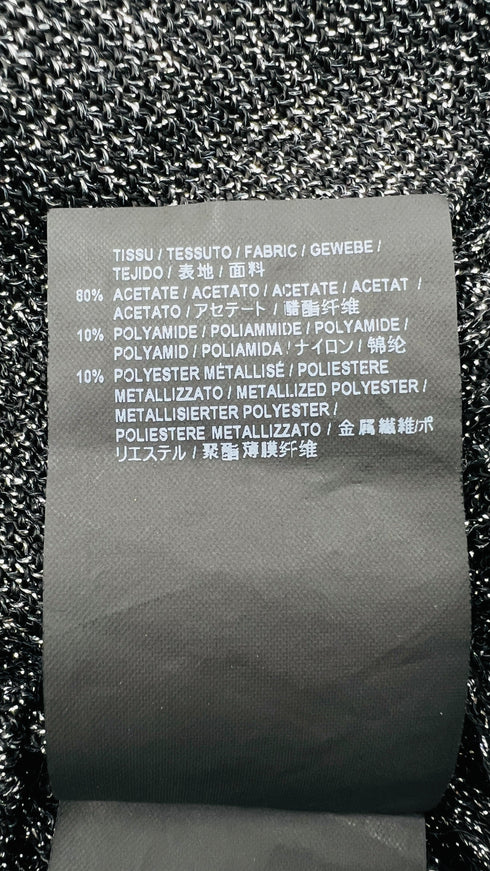 TISSU / TESSUTO / FABRIC / GEWEBE /
TEJIDO / 表地 / 面料
80% ACETATE / ACETATO / ACETATE / ACETAT /
ACETATO / アセテート / 醋酯纤维
10% POLYAMIDE / POLIAMMIDE / POLYAMIDE /
POLYAMID / POLIAMIDA / ナイロン / 锦纶
10% POLYESTER MÉTALLISÉ / POLIESTERE
METALLIZZATO / METALLIZED POLYESTER /
METALLISIERTER POLYESTER /
POLIESTERE METALLIZZATO / 金属繊維/ポ
リエステル / 聚酯薄膜纤维